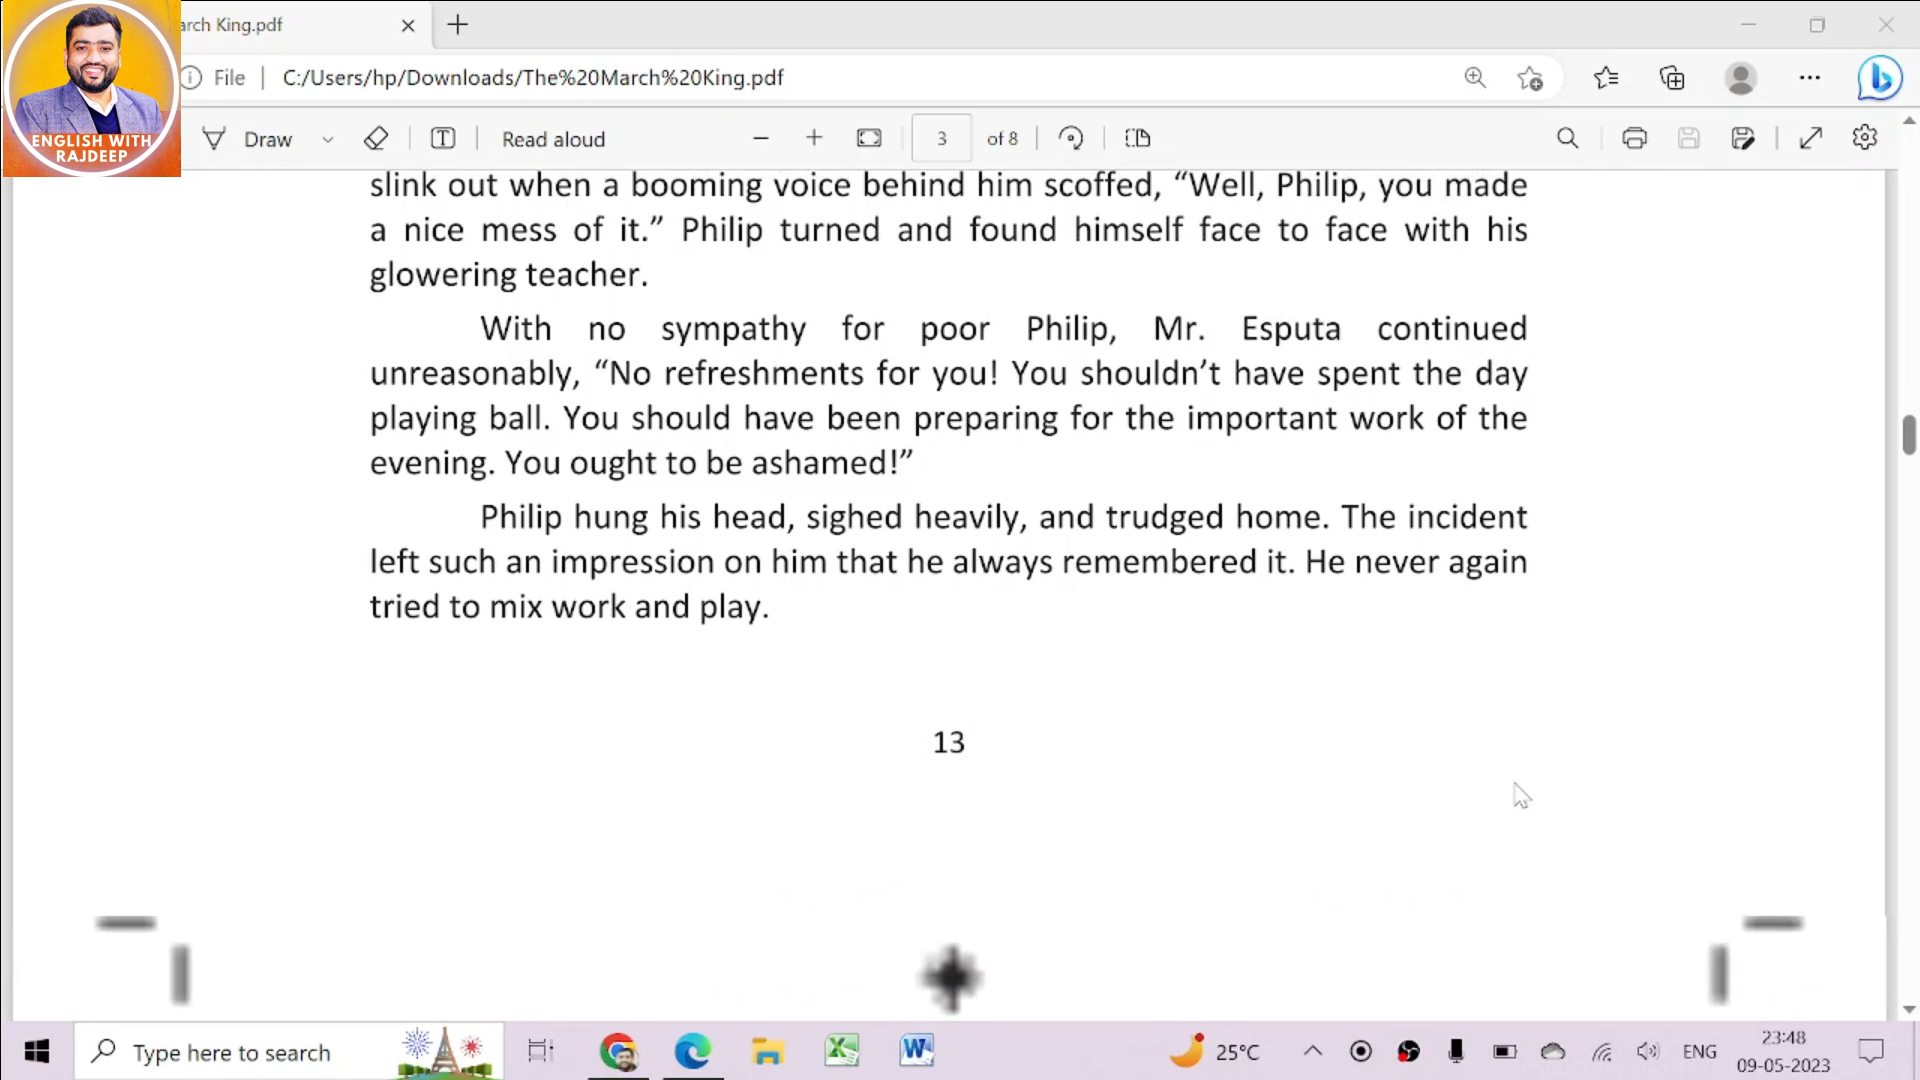 arch King.pdf
File
C:/Users/hp/Downloads/The%20March%20King.pdf
ENGLISH WITH
RAJDEEP
Draw
Read aloud
3
of 8
slink out when a booming voice behind him scoffed, “Well, Philip, you made
a nice mess of it.” Philip turned and found himself face to face with his
glowering teacher.
With no sympathy for poor Philip, Mr. Esputa continued
unreasonably, “No refreshments for you! You shouldn’t have spent the day
playing ball. You should have been preparing for the important work of the
evening. You ought to be ashamed!”
Philip hung his head, sighed heavily, and trudged home. The incident
left such an impression on him that he always remembered it. He never again
tried to mix work and play.
13
Type here to search
25°C
ENG
23:48
09-05-2023